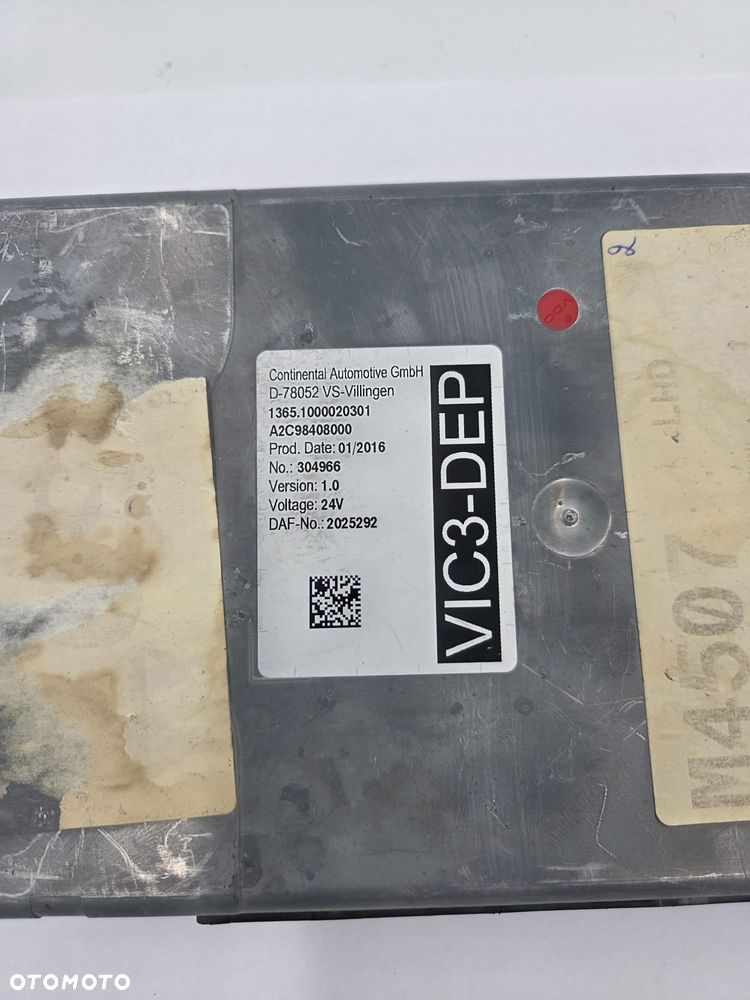 Continental Automotive GmbH
D-78052 VS-Villingen
1365.1000020301
A2C98408000
Prod. Date: 01/2016
No.: 304966
Version: 1.0
Voltage: 24V
DAF-No.: 2025292
VIC3-DEP
LHD
M4507
OTOMOTO